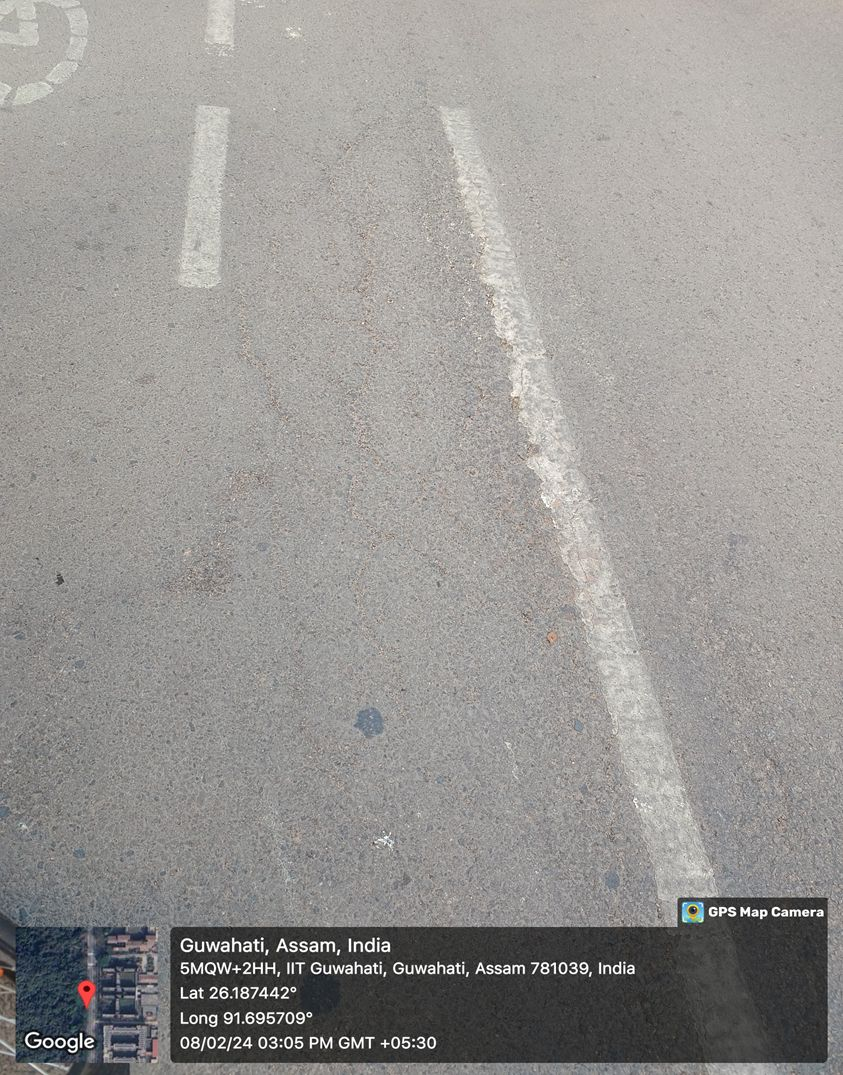 GPS Map Camera
Guwahati, Assam, India
5MQW+2HH, IIT Guwahati, Guwahati, Assam 781039, India
Lat 26.187442°
Long 91.695709°
08/02/24 03:05 PM GMT +05:30
Google